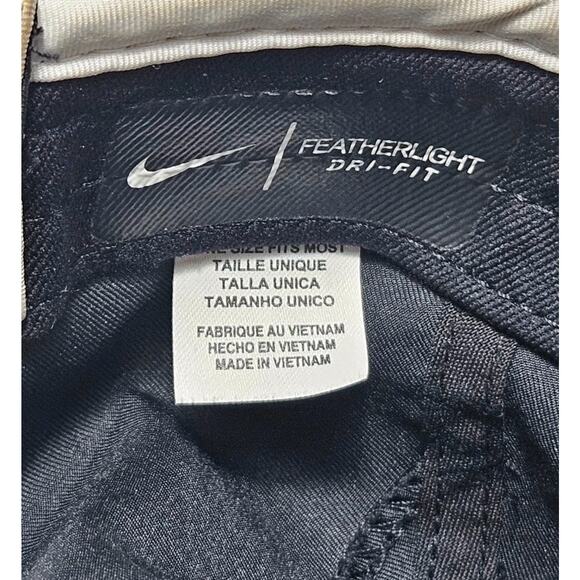 FEATHERLIGHT
DRI-FIT
SIZE FITS MOST
TAILLE UNIQUE
TALLA UNICA
TAMANHO UNICO
FABRIQUE AU VIETNAM
HECHO EN VIETNAM
MADE IN VIETNAM